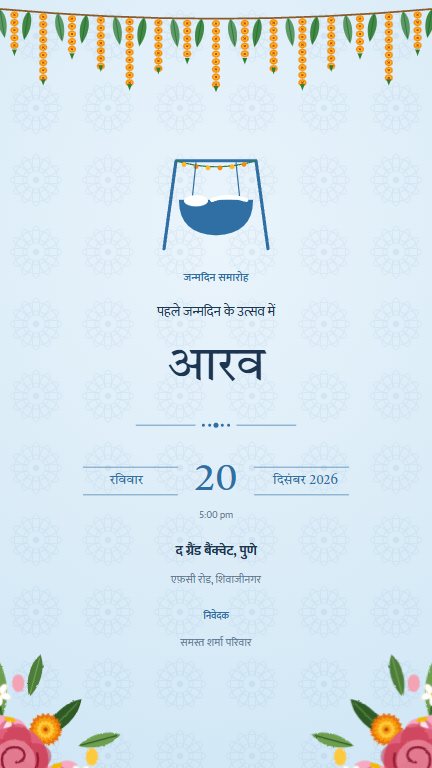 जन्मदिन समारोह
पहले जन्मदिन के उत्सव में
आरव
रविवार 20 दिसंबर 2026
5:00 pm
द ग्रैंड बैंक्वेट, पुणे
एफ़सी रोड, शिवाजीनगर
निवेदक
समस्त शर्मा परिवार